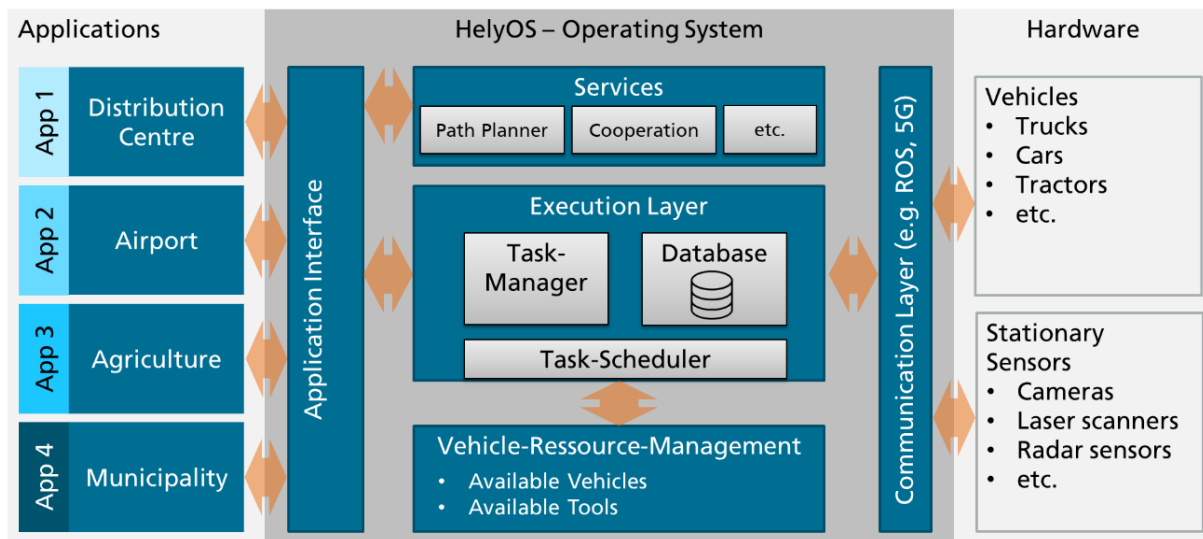 Applications
HelyOS – Operating System
Hardware
App 1
Distribution
Centre
App 2
Airport
App 3
Agriculture
App 4
Municipality
Application Interface
Services
Path Planner
Cooperation
etc.
Execution Layer
Task-
Manager
Database
Task-Scheduler
Vehicle-Ressource-Management
• Available Vehicles
• Available Tools
Communication Layer (e.g. ROS, 5G)
Vehicles
• Trucks
• Cars
• Tractors
• etc.
Stationary
Sensors
• Cameras
• Laser scanners
• Radar sensors
• etc.